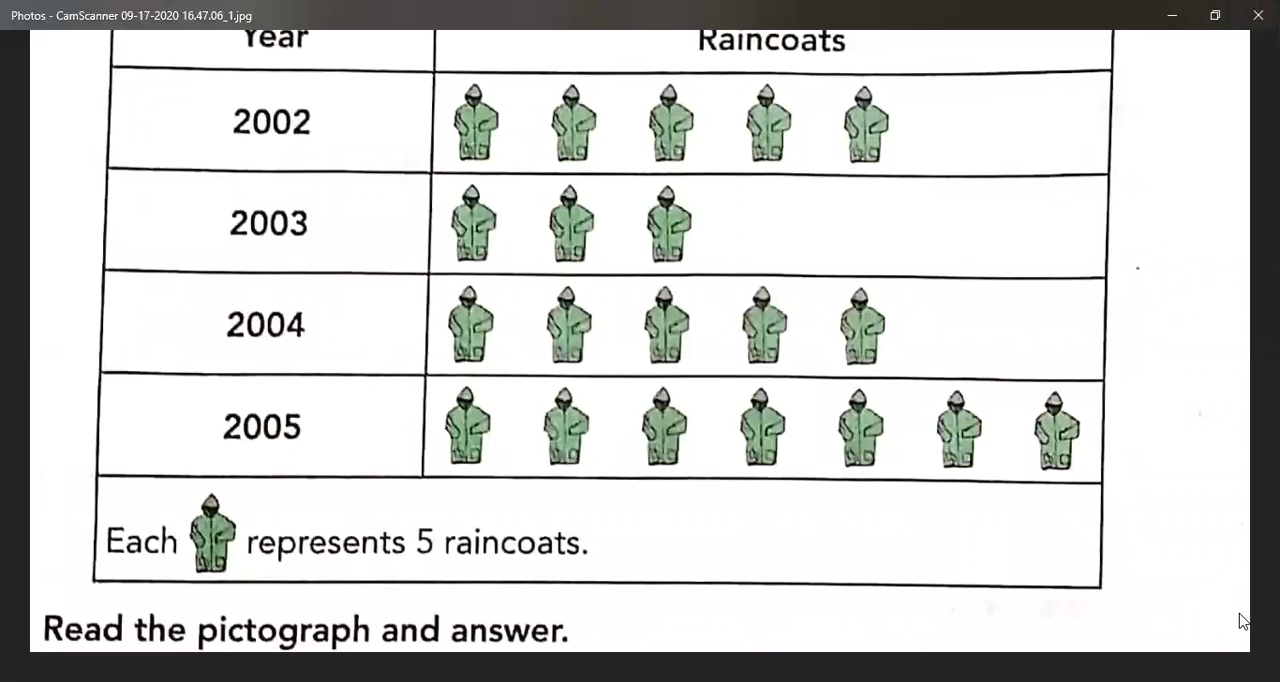 Photos - CamScanner 09-17-2020 16.47.06_1.jpg
Year Raincoats
2002
2003
2004
2005
Each represents 5 raincoats.
Read the pictograph and answer.